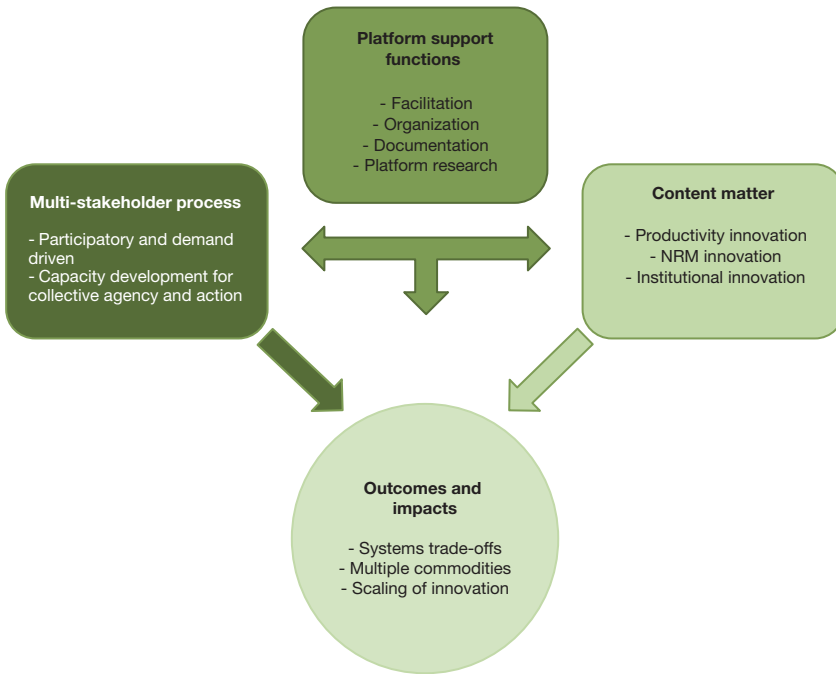 Platform support
functions
- Facilitation
- Organization
- Documentation
- Platform research
Multi-stakeholder process
- Participatory and demand
driven
- Capacity development for
collective agency and action
Content matter
- Productivity innovation
- NRM innovation
- Institutional innovation
Outcomes and
impacts
- Systems trade-offs
- Multiple commodities
- Scaling of innovation